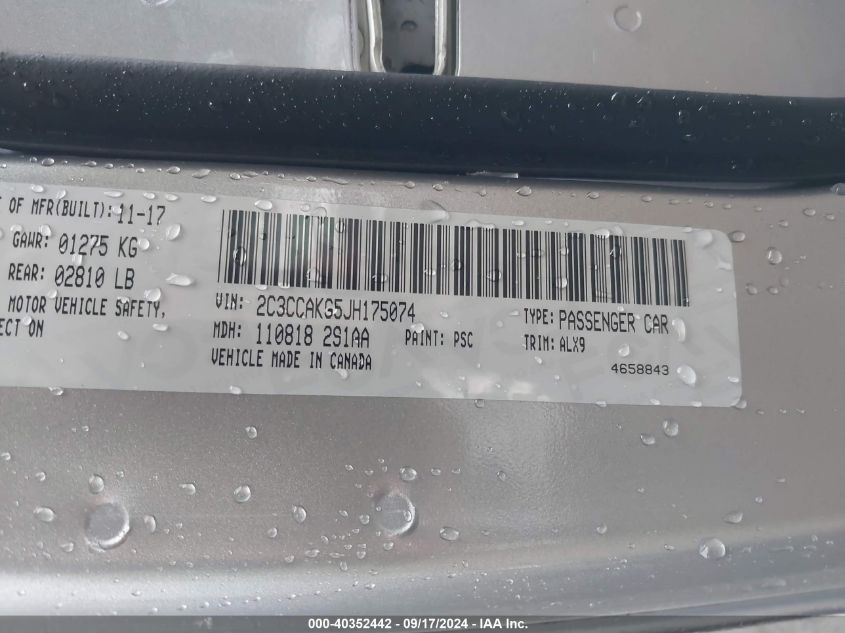 E OF MFR(BUILT): 11-17
GAWR: 01275 KG
REAR: 02810 LB
MOTOR VEHICLE SAFETY,
ECT ON
VIN: 2C3CCAKG5JH175074
TYPE: PASSENGER CAR
MDH: 110818 2S1AA PAINT: PSC
TRIM: ALX9
VEHICLE MADE IN CANADA
4658843
000-40352442 - 09/17/2024 - IAA Inc.